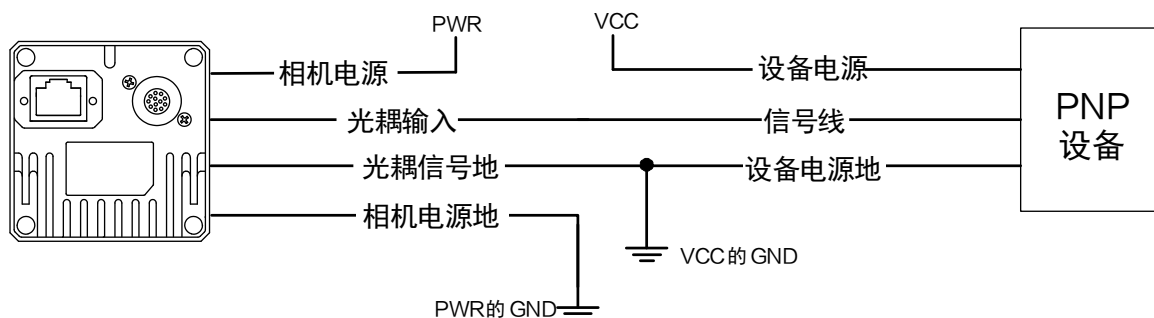 PWR
VCC
相机电源
设备电源
光耦输入
信号线
PNP
设备
光耦信号地
设备电源地
相机电源地
VCC的GND
PWR的GND